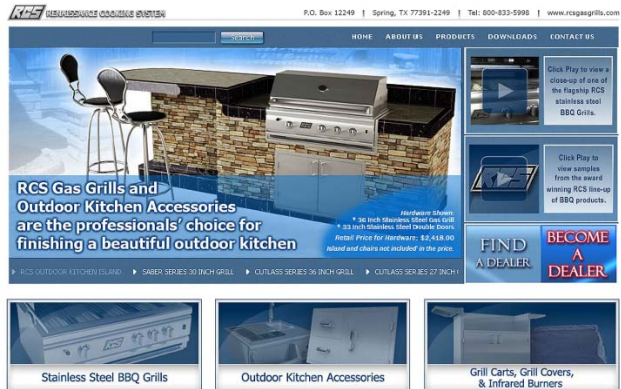 RCS RENAISSANCE COOKING SYSTEM
P.O. Box 12249 | Spring, TX 77391-2249 | Tel: 800-833-5998 | www.rcsgasgrills.com
Search
HOME ABOUT US PRODUCTS DOWNLOADS CONTACT US
Click Play to view a
close-up of one of
the flagship RCS
stainless steel
BBQ Grills.
RCS
Click Play to
view samples
from the award
winning RCS line-up
of BBQ products.
RCS Gas Grills and
Outdoor Kitchen Accessories
are the professionals' choice for
finishing a beautiful outdoor kitchen
Hardware Shown:
* 36 Inch Stainless Steel Gas Grill
* 33 Inch Stainless Steel Double Doors
Retail Price for Hardware: $2,418.00
Island and chairs not included in the price.
FIND
A DEALER
BECOME
A
DEALER
RCS OUTDOOR KITCHEN ISLAND SABER SERIES 30 INCH GRILL CUTLASS SERIES 36 INCH GRILL CUTLASS SERIES 27 INCH
RCS
Stainless Steel BBQ Grills
Outdoor Kitchen Accessories
Grill Carts, Grill Covers,
& Infrared Burners